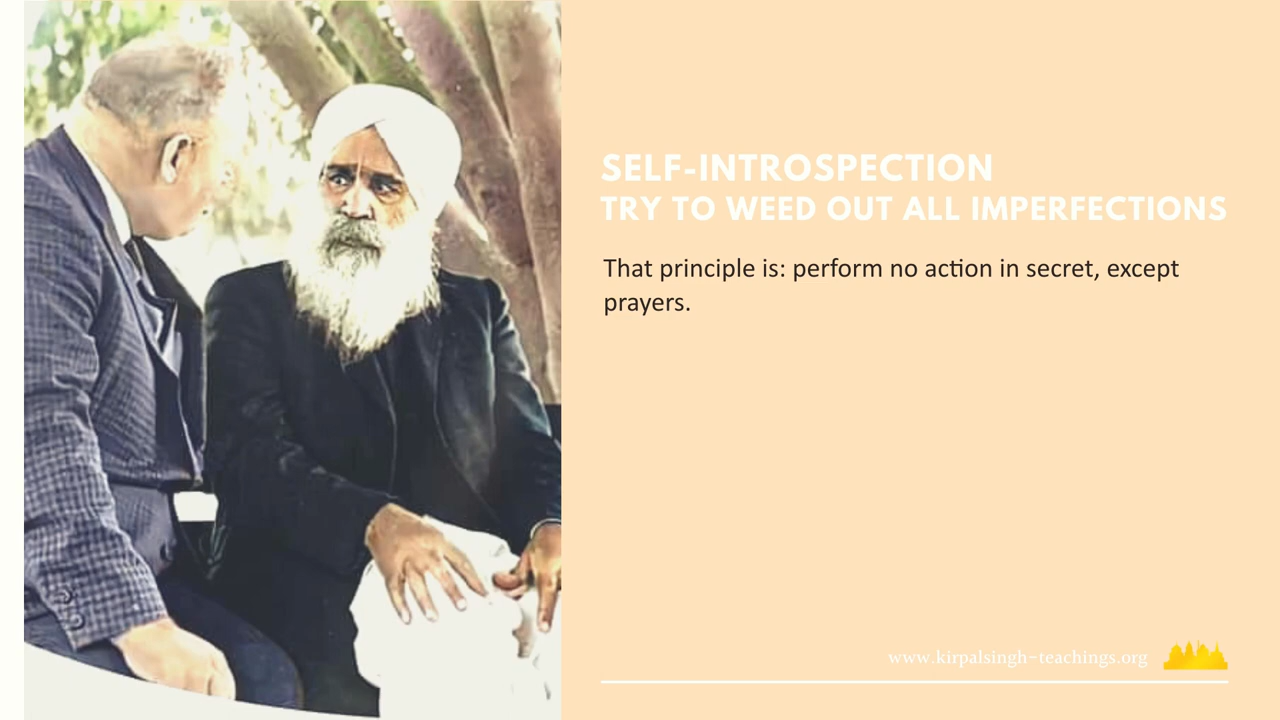 SELF-INTROSPECTION
TRY TO WEED OUT ALL IMPERFECTIONS
That principle is: perform no action in secret, except
prayers.
www.kirpalsingh-teachings.org